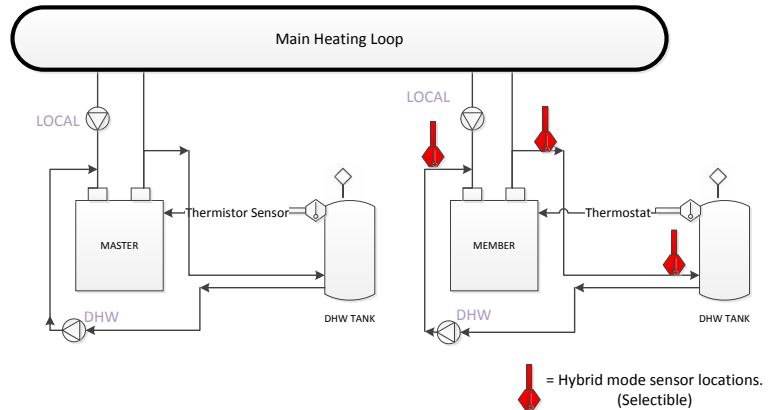 Main Heating Loop
LOCAL
LOCAL
Thermistor Sensor
Thermostat
MASTER
MEMBER
DHW
DHW TANK
DHW
DHW TANK
= Hybrid mode sensor locations.
(Selectible)